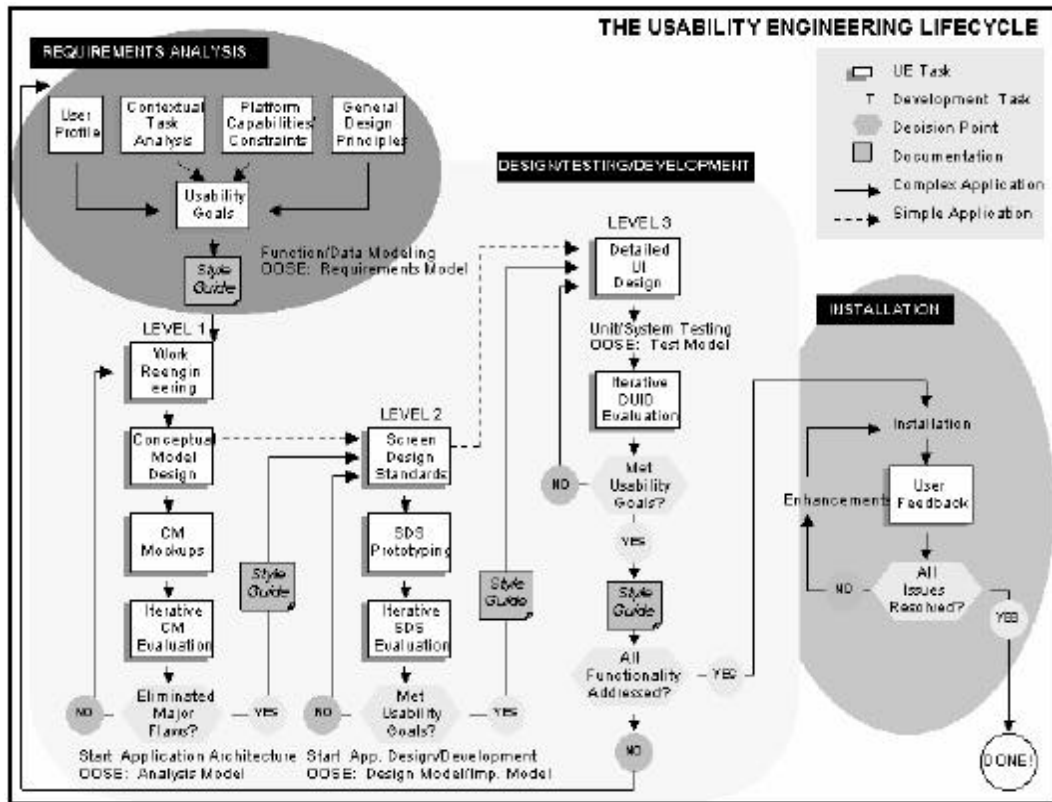 THE USABILITY ENGINEERING LIFECYCLE
REQUIREMENTS ANALYSIS
User
Profile
Contextual
Task
Analysis
Platform
Capabilities/
Constraints
General
Design
Principles
Usability
Goals
Style
Guide
Function/Data Modeling
OOSE: Requirements Model
UE Task
T Development Task
Decision Point
Documentation
Complex Application
Simple Application
DESIGN/TESTING/DEVELOPMENT
LEVEL 1
Work
Reengin
eering
Conceptual
Model
Design
CM
Mockups
Iterative
CM
Evaluation
Eliminated
Major
Flaws?
NO
YES
Style
Guide
Start Application Architecture
OOSE: Analysis Model
LEVEL 2
Screen
Design
Standards
SDS
Prototyping
Iterative
SDS
Evaluation
Met
Usability
Goals?
NO
YES
Style
Guide
Start App. Design/Development
OOSE: Design Model/Imp. Model
LEVEL 3
Detailed
UI
Design
Unit/System Testing
OOSE: Test Model
Iterative
DUID
Evaluation
Met
Usability
Goals?
NO
YES
Style
Guide
All
Functionality
Addressed?
YES
NO
INSTALLATION
Installation
User
Feedback
Enhancements
All
Issues
Resolved?
NO
YES
DONE!